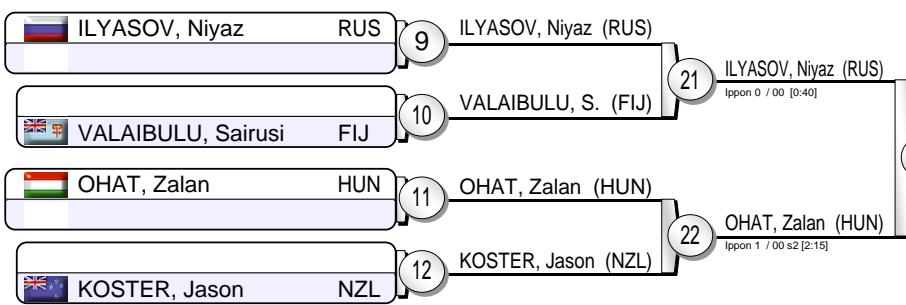 ILYASOV, Niyaz RUS
9
ILYASOV, Niyaz (RUS)
21
ILYASOV, Niyaz (RUS)
Ippon 0 / 00 [0:40]
10
VALAIBULU, S. (FIJ)
VALAIBULU, Sairusi FIJ
OHAT, Zalan HUN
11
OHAT, Zalan (HUN)
22
OHAT, Zalan (HUN)
Ippon 1 / 00 s2 [2:15]
12
KOSTER, Jason (NZL)
KOSTER, Jason NZL